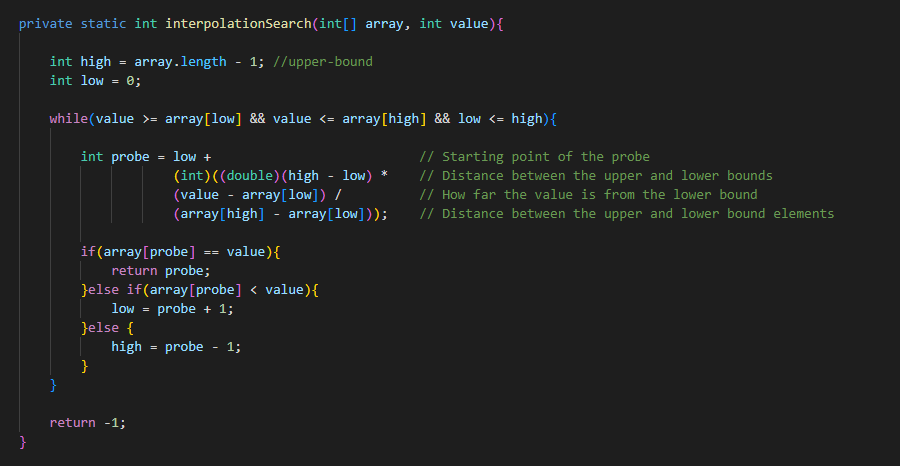 private static int interpolationSearch(int[] array, int value){
int high = array.length - 1; //upper-bound
int low = 0;
while(value >= array[low] && value <= array[high] && low <= high){
int probe = low + // Starting point of the probe
(int)((double)(high - low) * // Distance between the upper and lower bounds
(value - array[low]) / // How far the value is from the lower bound
(array[high] - array[low])); // Distance between the upper and lower bound elements
if(array[probe] == value){
return probe;
}else if(array[probe] < value){
low = probe + 1;
}else {
high = probe - 1;
}
}
return -1;
}